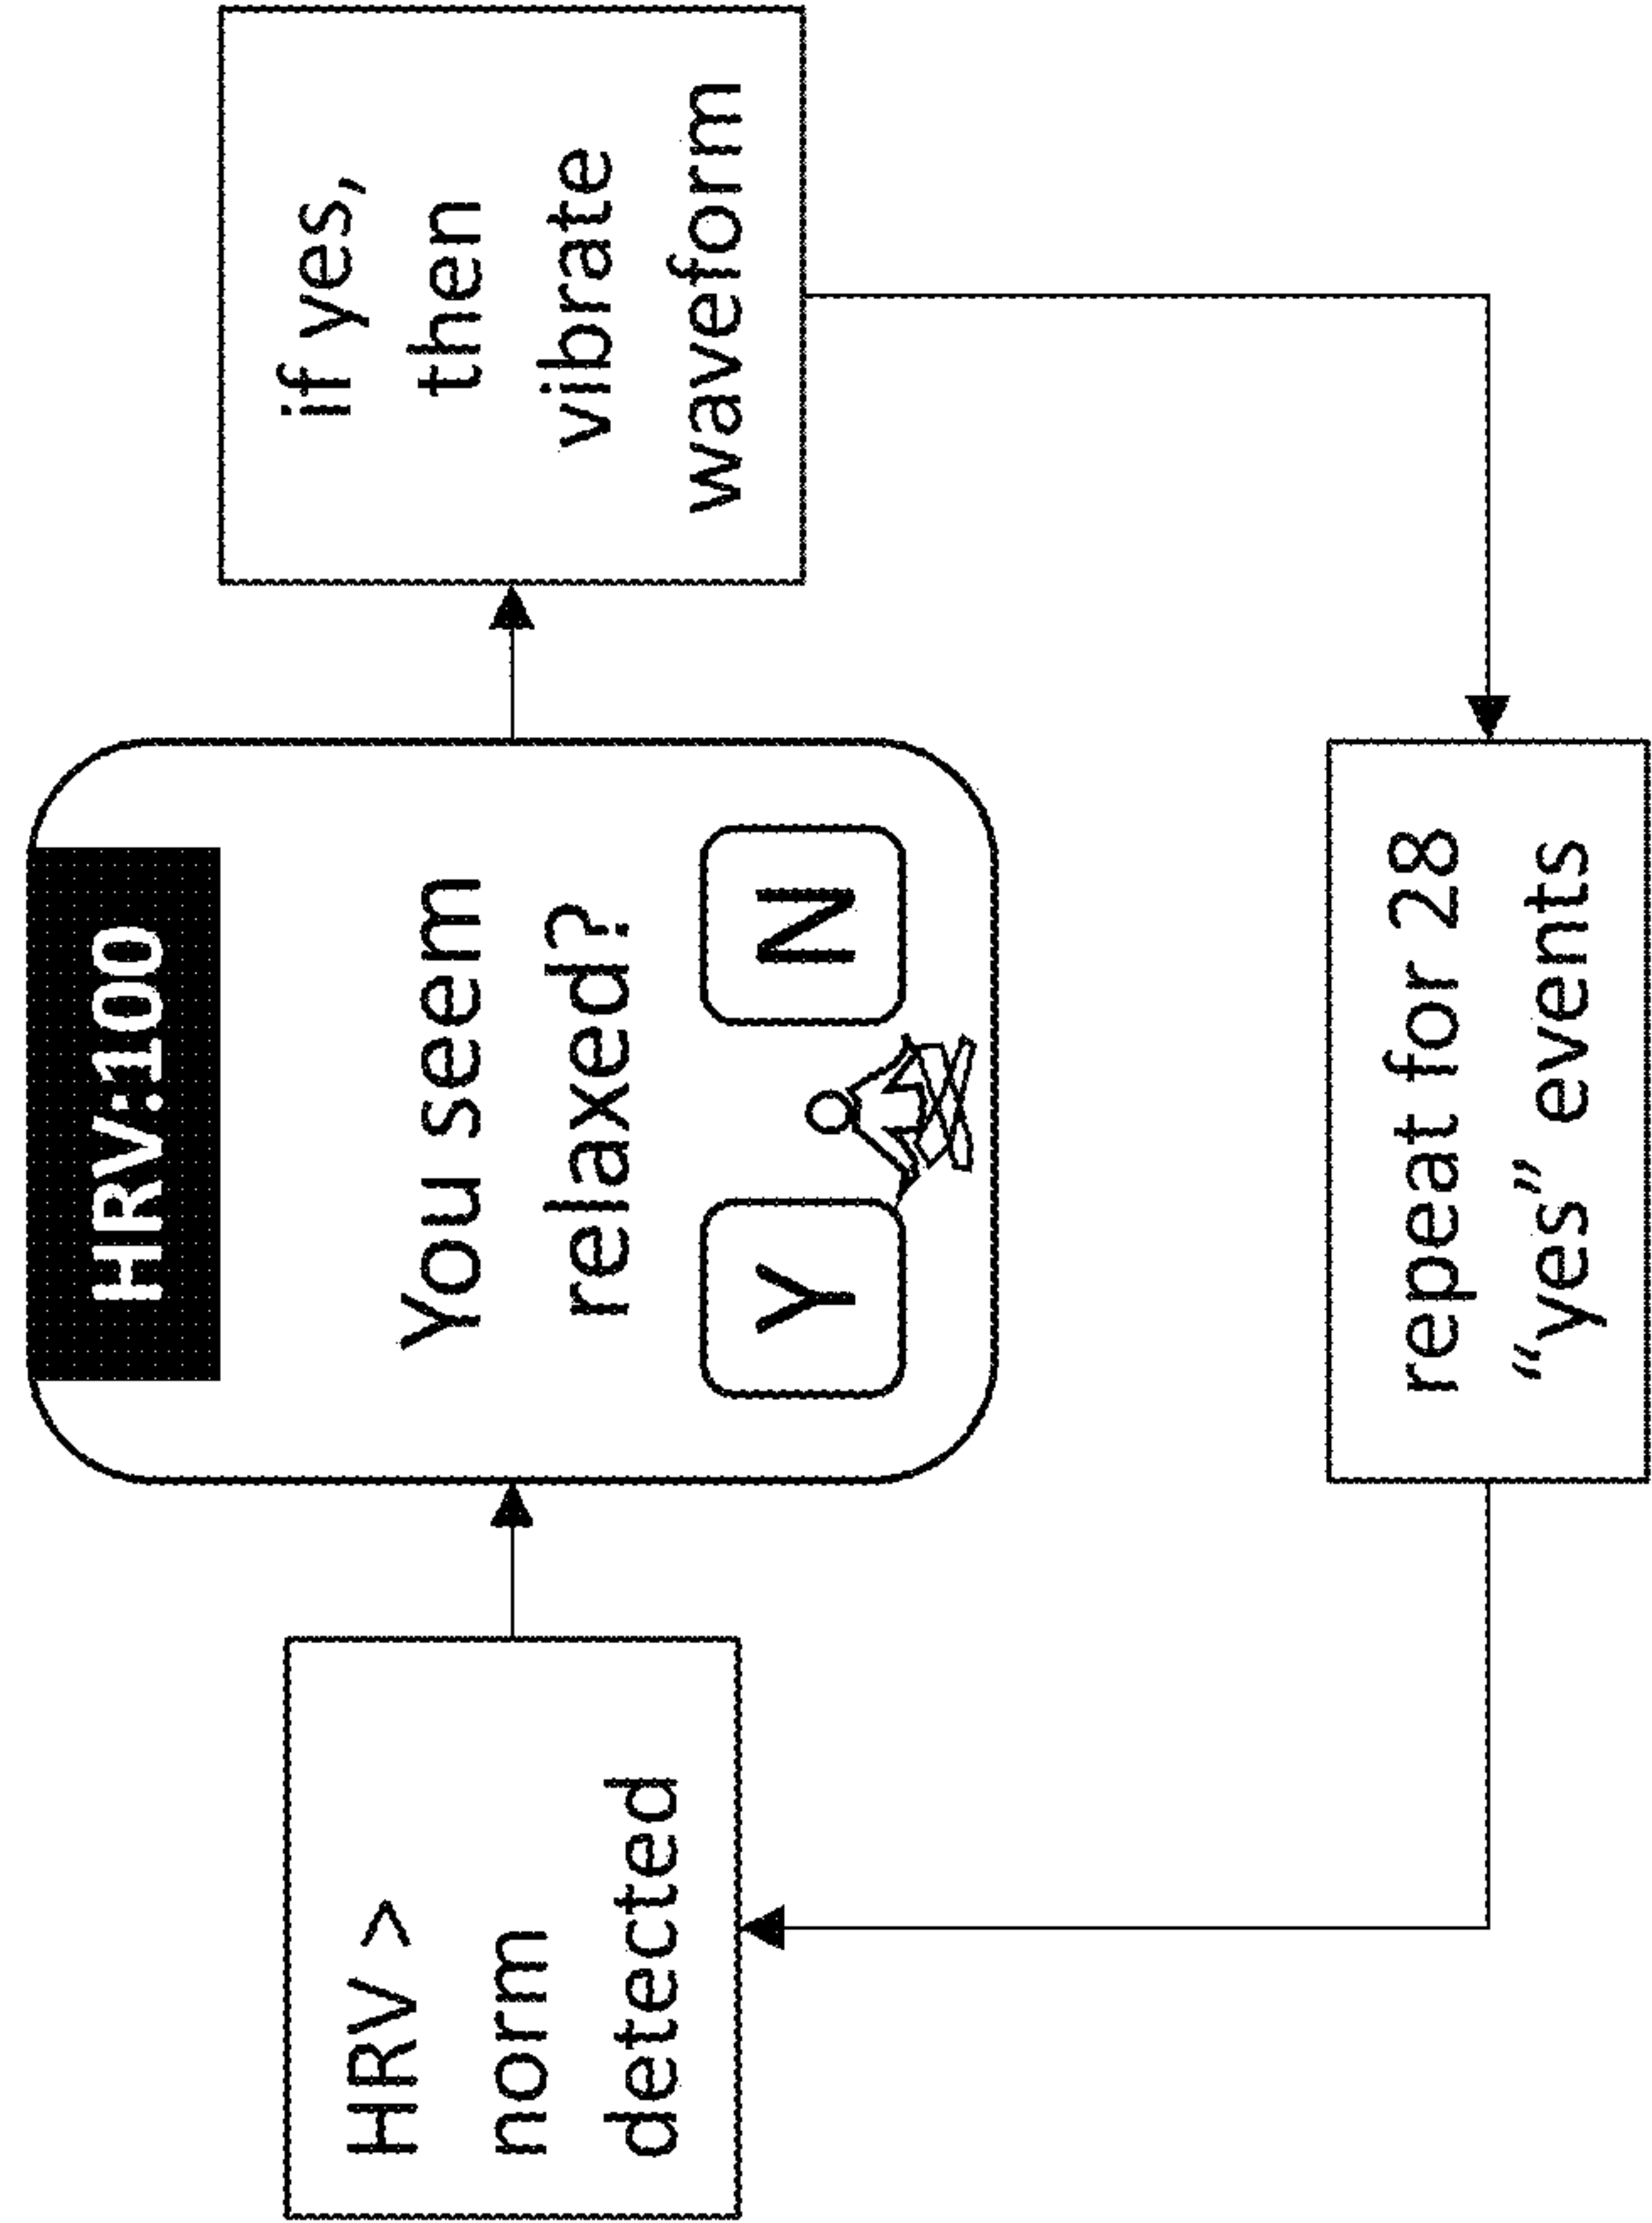 HRV >
norm
detected
HRV:100
You seem
relaxed?
Y
N
if yes,
then
vibrate
waveform
repeat for 28
“yes” events